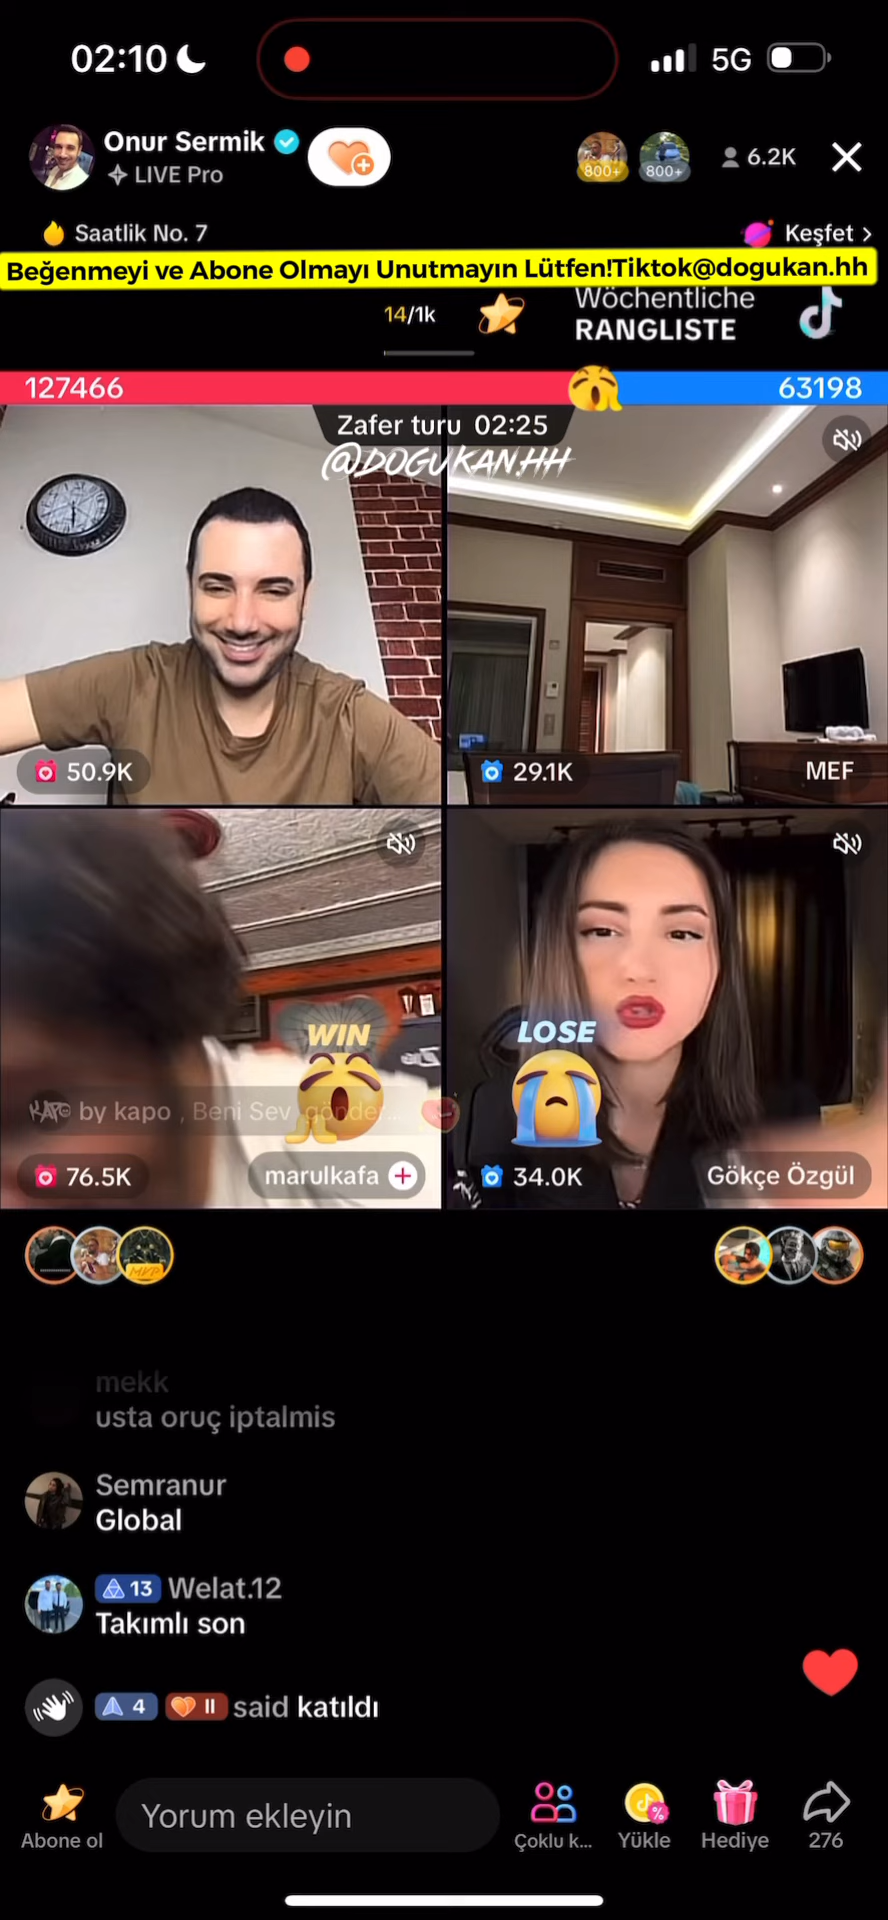 02:10
5G
Onur Sermik
LIVE Pro
800+
800+
6.2K
Saatlik No. 7
Keşfet >
Beğenmeyi ve Abone Olmayı Unutmayın Lütfen!Tiktok@dogukan.hh
14/1k
Wöchentliche
RANGLISTE
127466
63198
Zafer turu 02:25
@DOGUKAN.HH
50.9K
29.1K
MEF
WIN
LOSE
KAPO by kapo , Beni Sev, gönder...
76.5K
marulkafa +
34.0K
Gökçe Özgül
MVP
mekk
usta oruç iptalmis
Semranur
Global
13 Welat.12
Takımlı son
4 II said katıldı
Abone ol
Yorum ekleyin
Çoklu k...
Yükle
Hediye
276